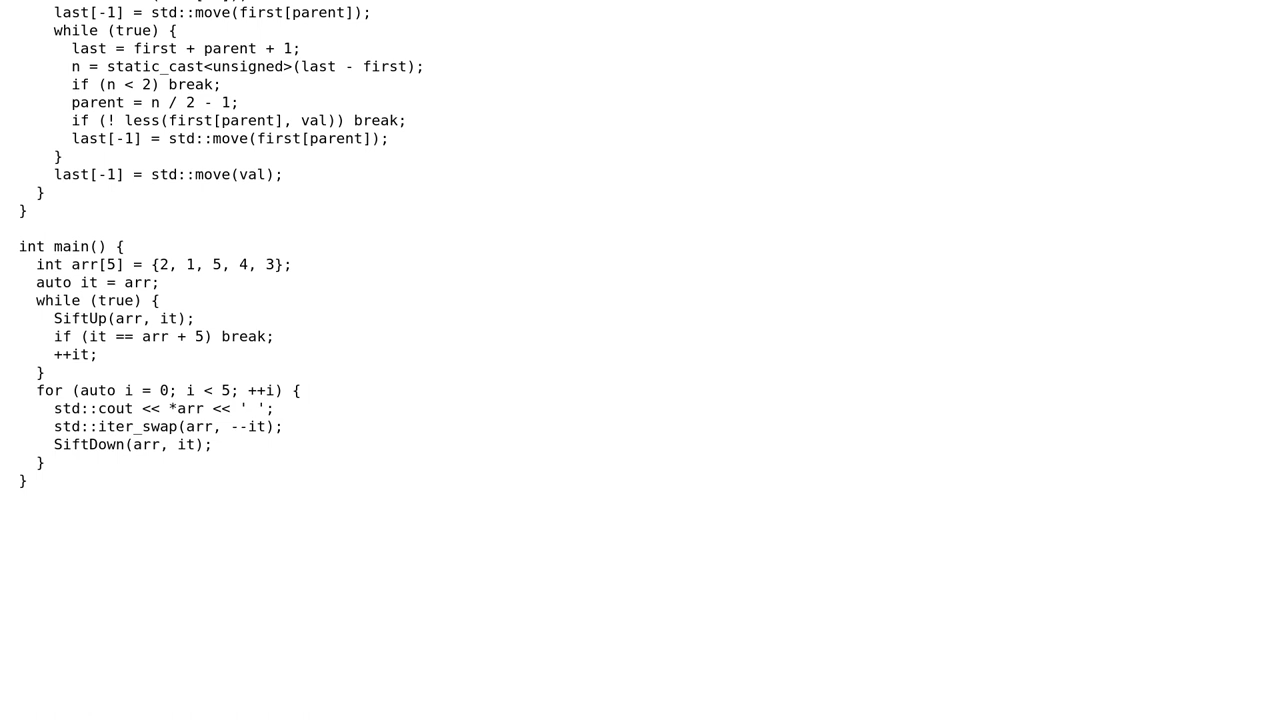 last[-1] = std::move(first[parent]);
while (true) {
last = first + parent + 1;
n = static_cast<unsigned>(last - first);
if (n < 2) break;
parent = n / 2 - 1;
if (! less(first[parent], val)) break;
last[-1] = std::move(first[parent]);
}
last[-1] = std::move(val);
}
}
int main() {
int arr[5] = {2, 1, 5, 4, 3};
auto it = arr;
while (true) {
SiftUp(arr, it);
if (it == arr + 5) break;
++it;
}
for (auto i = 0; i < 5; ++i) {
std::cout << *arr << ' ';
std::iter_swap(arr, --it);
SiftDown(arr, it);
}
}